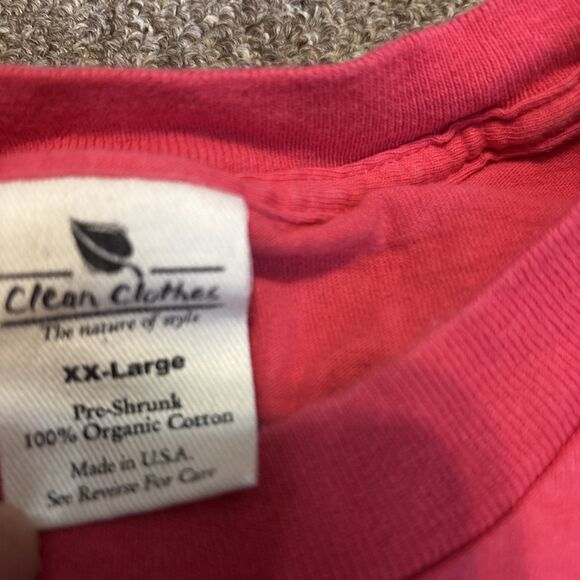 Clean Clothes
The nature of style
XX-Large
Pre-Shrunk
100% Organic Cotton
Made in U.S.A.
See Reverse For Care